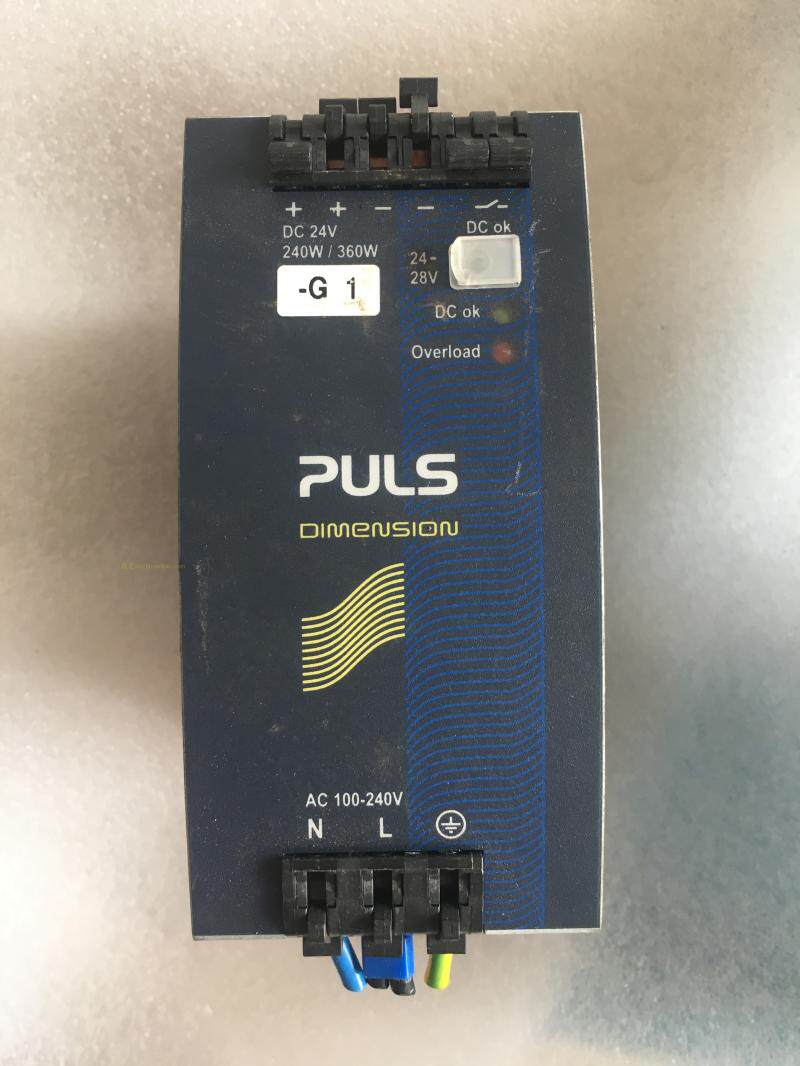 + + − −
DC 24V
240W / 360W
DC ok
24-
28V
-G 1
DC ok
Overload
PULS
DIMENSION
AC 100-240V
N L